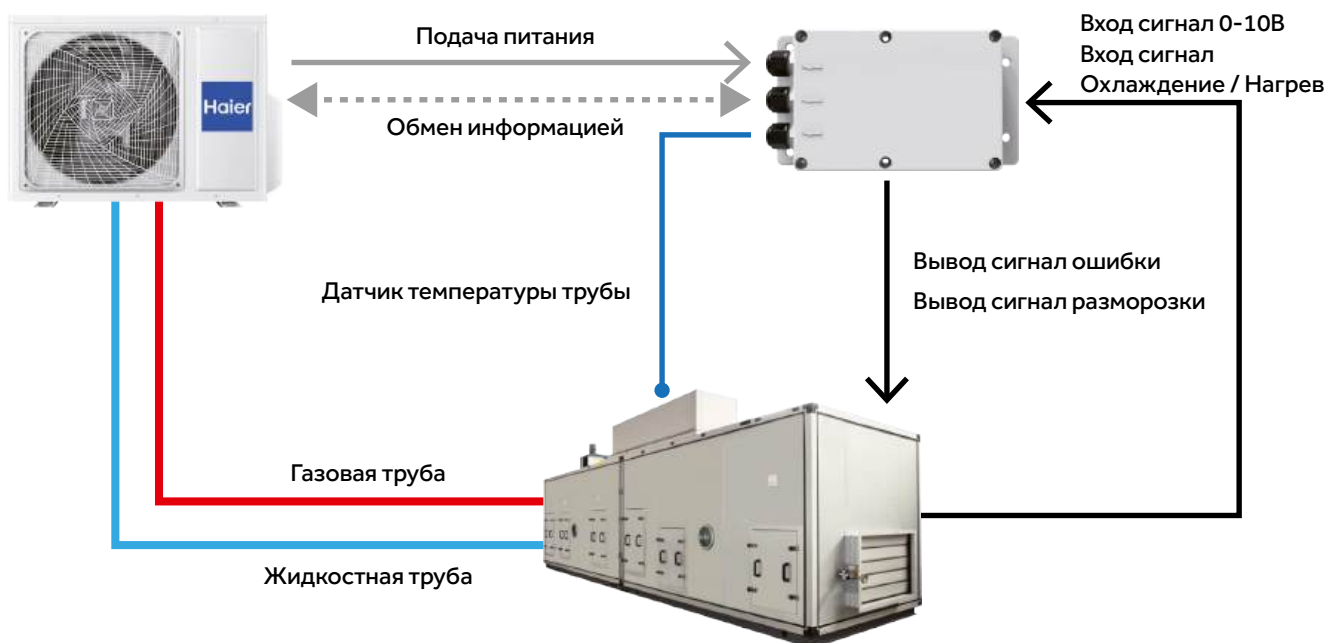 Подача питания
Вход сигнал 0-10В
Вход сигнал
Охлаждение / Нагрев
Haier
Обмен информацией
Вывод сигнал ошибки
Датчик температуры трубы
Вывод сигнал разморозки
Газовая труба
Жидкостная труба